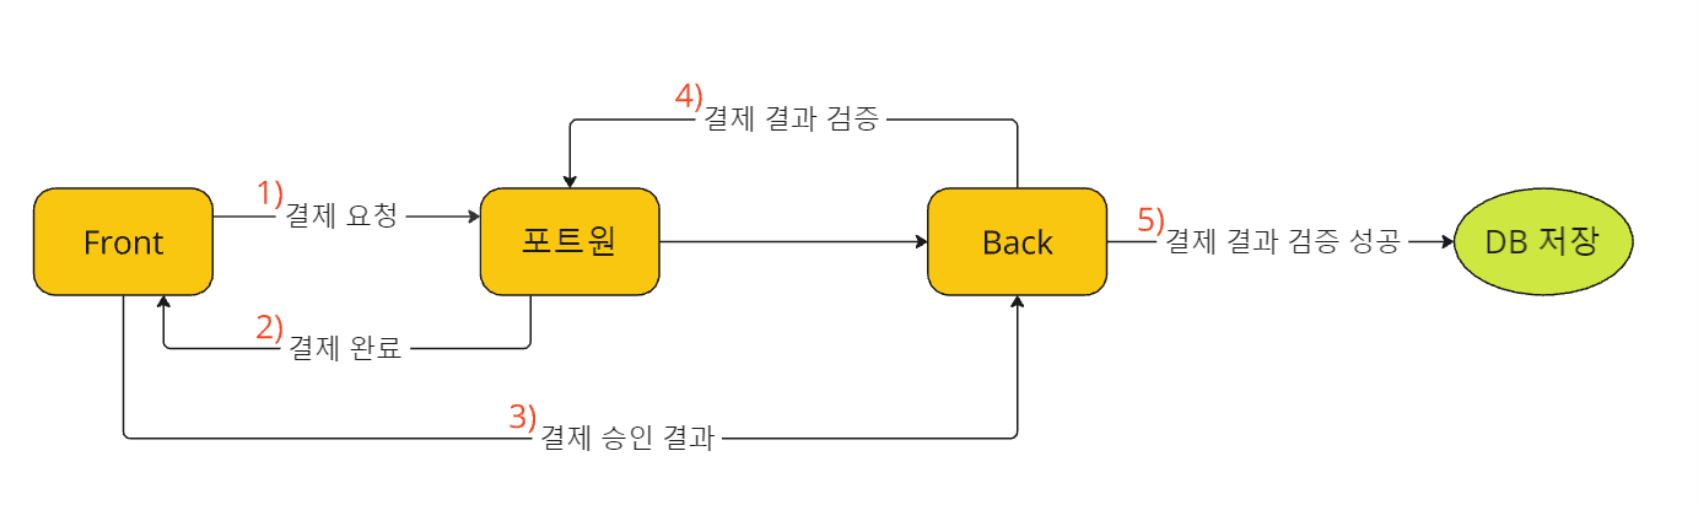 4)
결제 결과 검증
1)
결제 요청
Front
포트원
Back
5)
결제 결과 검증 성공
DB 저장
2)
결제 완료
3)
결제 승인 결과